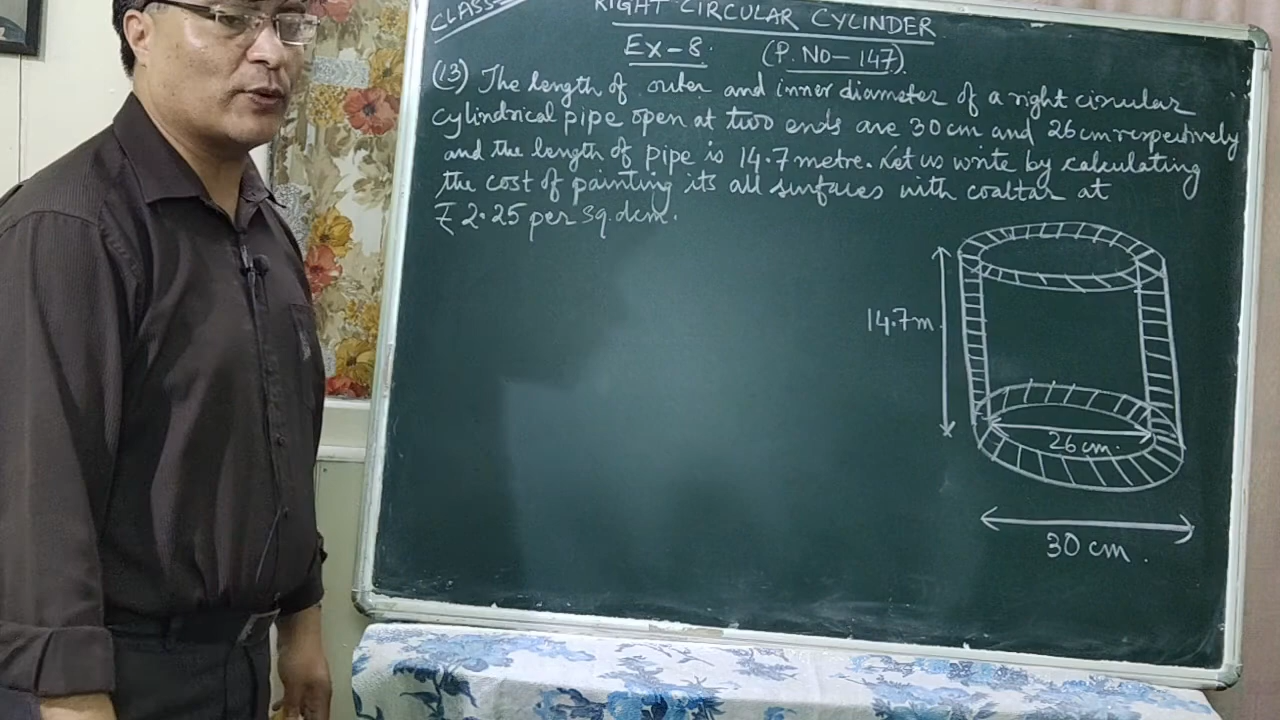 CLASS-
RIGHT CIRCULAR CYLINDER
Ex-8. (P. NO-147).
(13) The length of outer and inner diameter of a right circular
cylindrical pipe open at two ends are 30 cm and 26 cm respectively
and the length of pipe is 14.7 metre. Let us write by calculating
the cost of painting its all surfaces with coaltar at
₹ 2.25 per sq. dcm.
14.7m
26 cm.
30 cm.